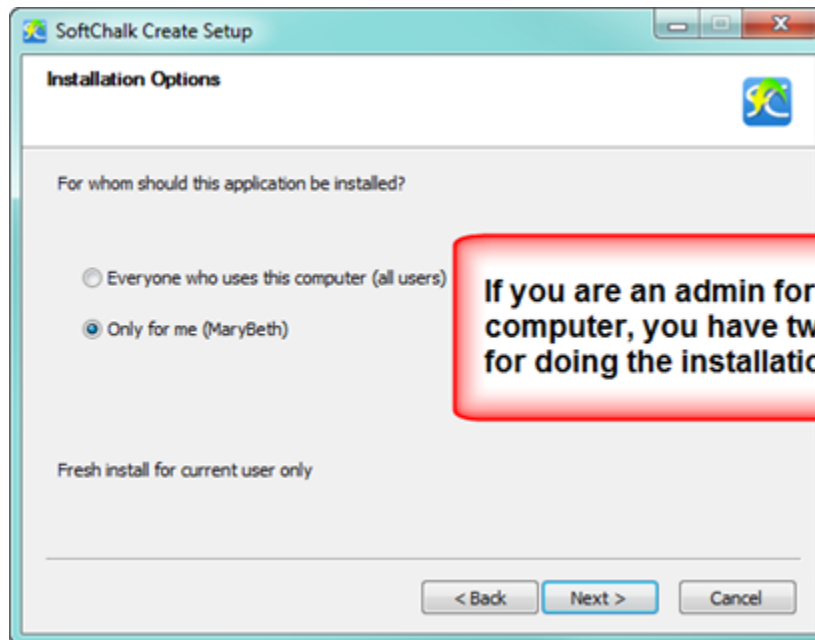 SoftChalk Create Setup
Installation Options
For whom should this application be installed?
Everyone who uses this computer (all users)
Only for me (MaryBeth)
If you are an admin for
computer, you have
for doing the
Fresh install for current user only
< Back Next > Cancel